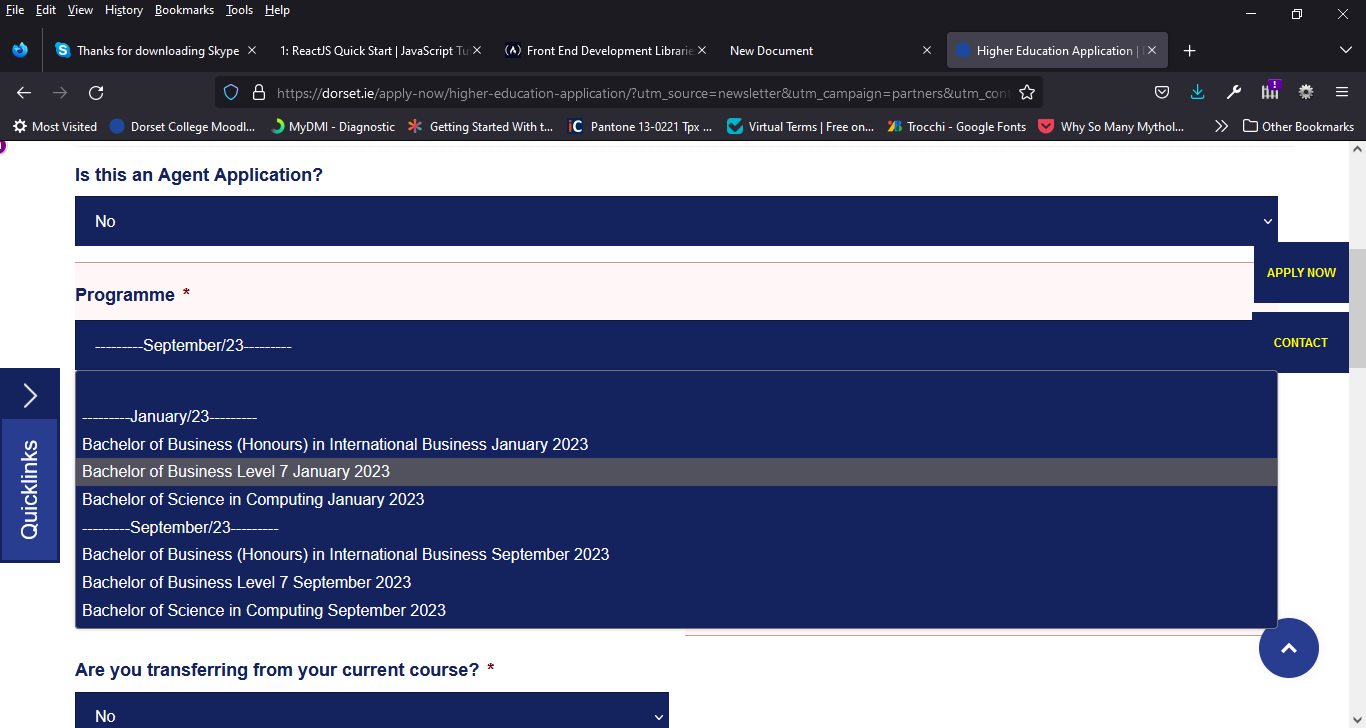 File Edit View History Bookmarks Tools Help
Thanks for downloading Skype
1: ReactJS Quick Start | JavaScript Tu
Front End Development Librarie
New Document
Higher Education Application |
https://dorset.ie/apply-now/higher-education-application/?utm_source=newsletter&utm_campaign=partners&utm_con
Most Visited
Dorset College Moodl...
MyDMI - Diagnostic
Getting Started With t...
iC
Pantone 13-0221 Tpx ...
Virtual Terms | Free on...
Trocchi - Google Fonts
Why So Many Mythol...
Other Bookmarks
Is this an Agent Application?
No
APPLY NOW
Programme *
---------September/23---------
CONTACT
---------January/23---------
Bachelor of Business (Honours) in International Business January 2023
Bachelor of Business Level 7 January 2023
Bachelor of Science in Computing January 2023
---------September/23---------
Bachelor of Business (Honours) in International Business September 2023
Bachelor of Business Level 7 September 2023
Bachelor of Science in Computing September 2023
Quicklinks
Are you transferring from your current course? *
No